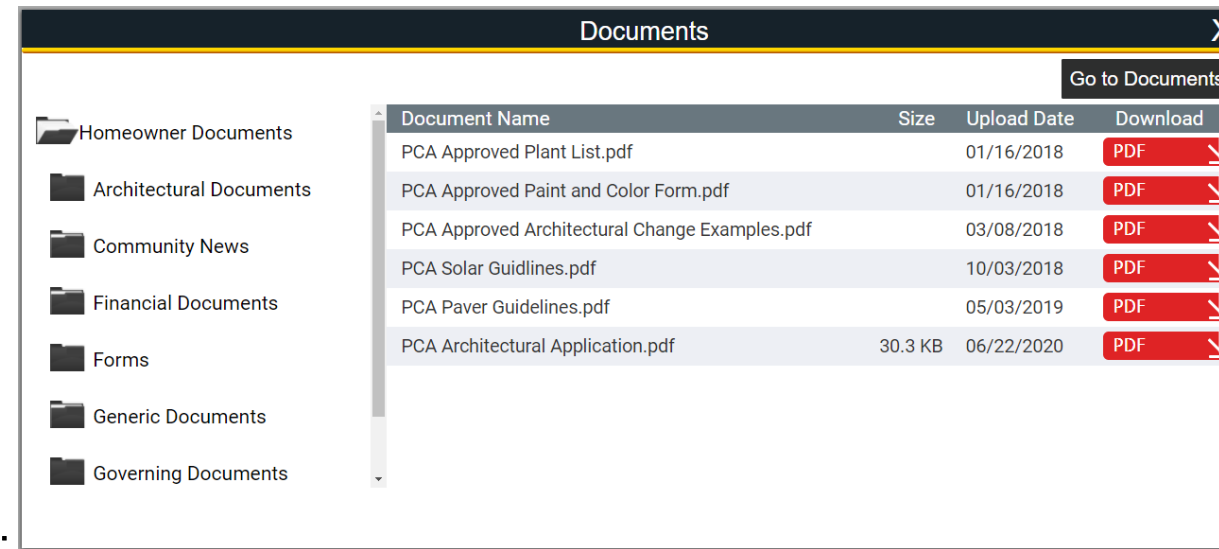 Documents X
Go to Documents
Homeowner Documents
Architectural Documents
Community News
Financial Documents
Forms
Generic Documents
Governing Documents
Document Name Size Upload Date Download
PCA Approved Plant List.pdf 01/16/2018 PDF
PCA Approved Paint and Color Form.pdf 01/16/2018 PDF
PCA Approved Architectural Change Examples.pdf 03/08/2018 PDF
PCA Solar Guidlines.pdf 10/03/2018 PDF
PCA Paver Guidelines.pdf 05/03/2019 PDF
PCA Architectural Application.pdf 30.3 KB 06/22/2020 PDF